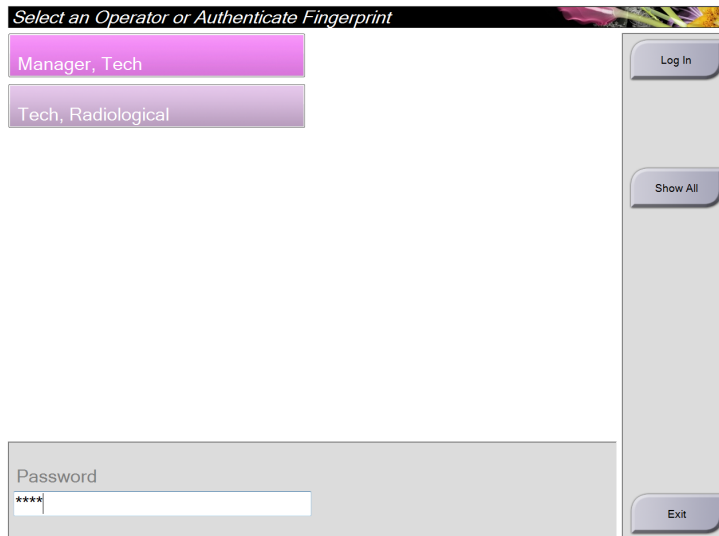 Select an Operator or Authenticate Fingerprint
Manager, Tech
Log In
Tech, Radiological
Show All
Password
****
Exit